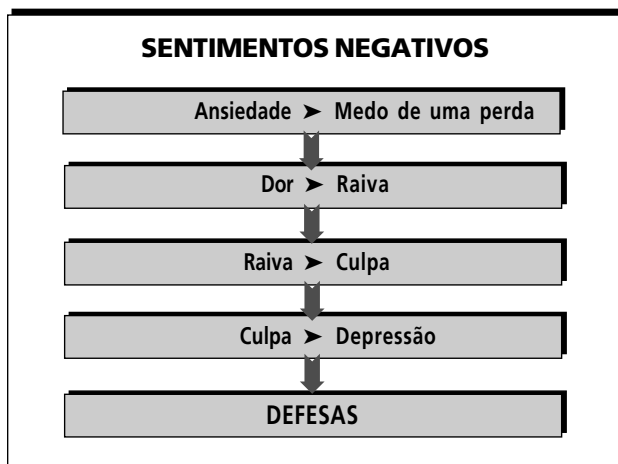 SENTIMENTOS NEGATIVOS
Ansiedade ➤ Medo de uma perda
Dor ➤ Raiva
Raiva ➤ Culpa
Culpa ➤ Depressão
DEFESAS